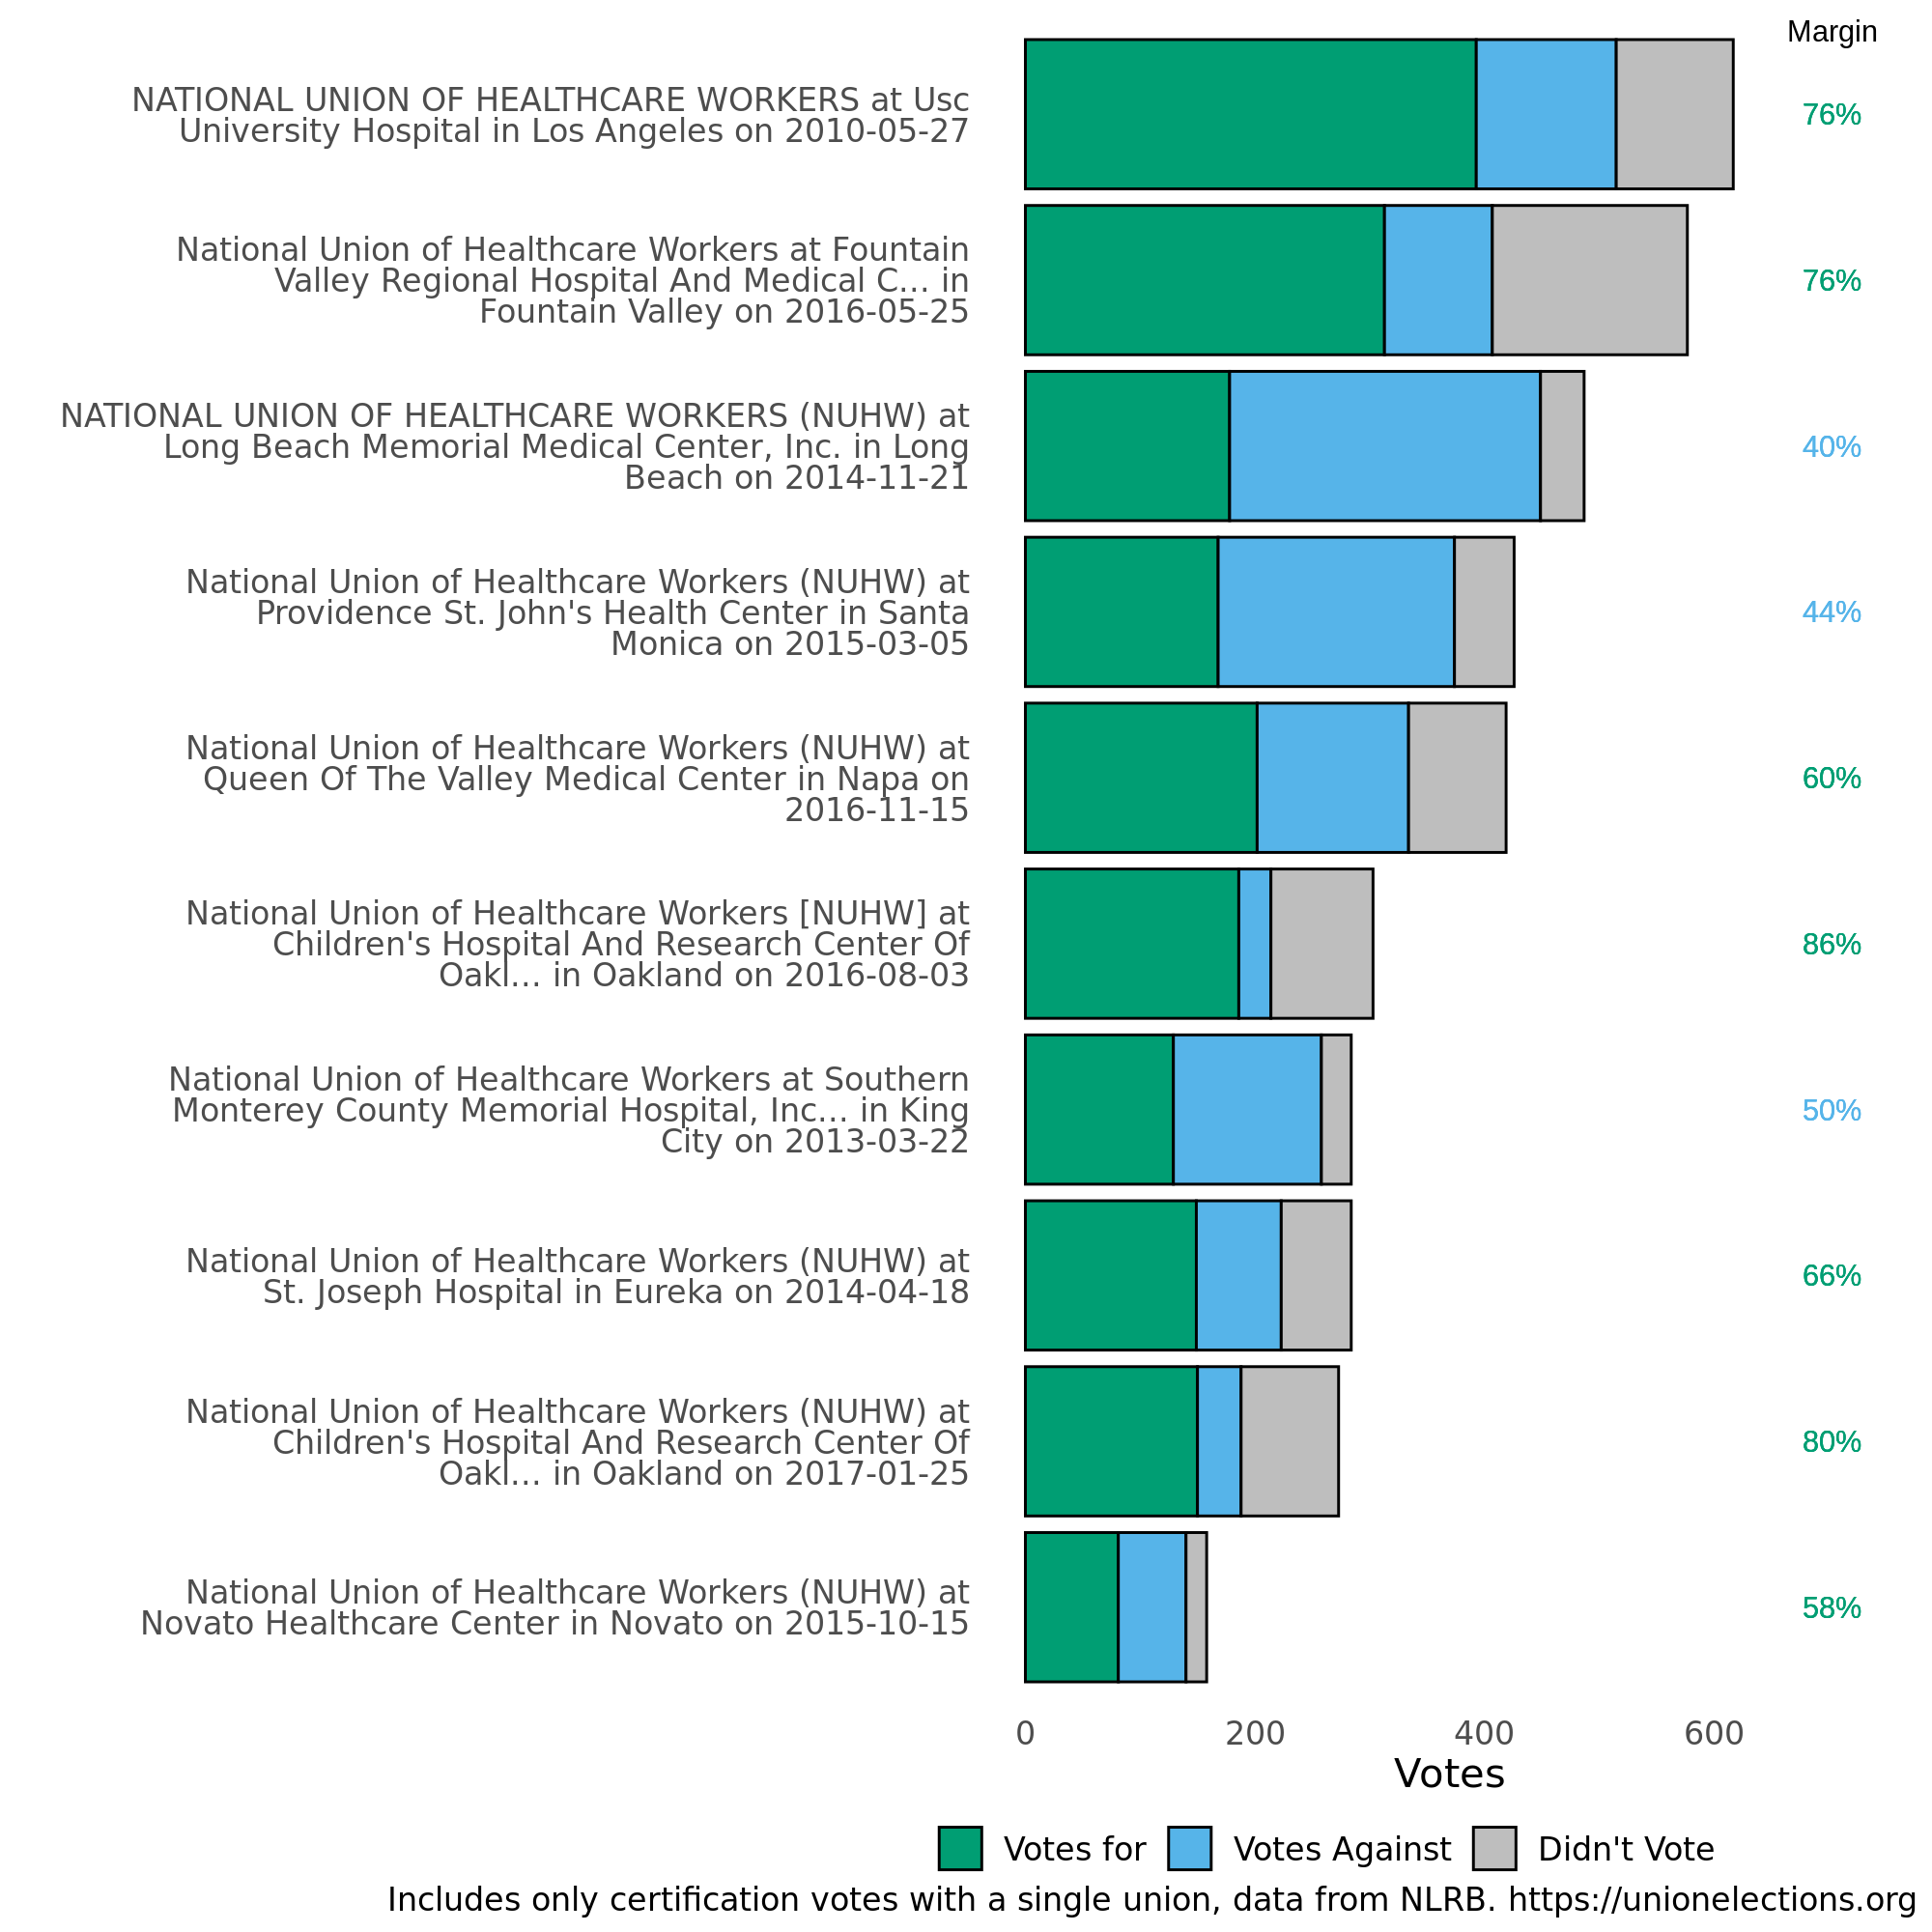 Margin
NATIONAL UNION OF HEALTHCARE WORKERS at Usc
University Hospital in Los Angeles on 2010-05-27
76%
National Union of Healthcare Workers at Fountain
Valley Regional Hospital And Medical C... in
Fountain Valley on 2016-05-25
76%
NATIONAL UNION OF HEALTHCARE WORKERS (NUHW) at
Long Beach Memorial Medical Center, Inc. in Long
Beach on 2014-11-21
40%
National Union of Healthcare Workers (NUHW) at
Providence St. John's Health Center in Santa
Monica on 2015-03-05
44%
National Union of Healthcare Workers (NUHW) at
Queen Of The Valley Medical Center in Napa on
2016-11-15
60%
National Union of Healthcare Workers [NUHW] at
Children's Hospital And Research Center Of
Oakl... in Oakland on 2016-08-03
86%
National Union of Healthcare Workers at Southern
Monterey County Memorial Hospital, Inc... in King
City on 2013-03-22
50%
National Union of Healthcare Workers (NUHW) at
St. Joseph Hospital in Eureka on 2014-04-18
66%
National Union of Healthcare Workers (NUHW) at
Children's Hospital And Research Center Of
Oakl... in Oakland on 2017-01-25
80%
National Union of Healthcare Workers (NUHW) at
Novato Healthcare Center in Novato on 2015-10-15
58%
0 200 400 600
Votes
Votes for Votes Against Didn't Vote
Includes only certification votes with a single union, data from NLRB. https://unionelections.org